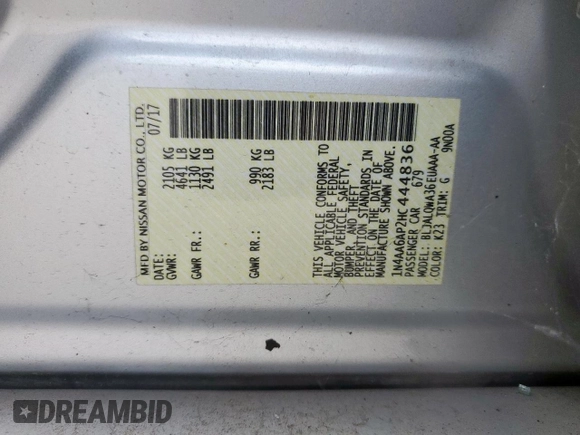 MFD BY NISSAN MOTOR CO., LTD.
DATE: 07/17
GVWR: 2105 KG
4641 LB
GAWR FR.: 1130 KG
2491 LB
GAWR RR.: 990 KG
2183 LB
THIS VEHICLE CONFORMS TO
ALL APPLICABLE FEDERAL
MOTOR VEHICLE SAFETY,
BUMPER, AND THEFT
PREVENTION STANDARDS IN
EFFECT ON THE DATE OF
MANUFACTURE SHOWN ABOVE.
1N4AA6AP2HC444836
PASSENGER CAR 679
MODEL: BLJALQWA36EUAAA-AA
COLOR: K23 TRIM: G 9N00A
DREAMBID